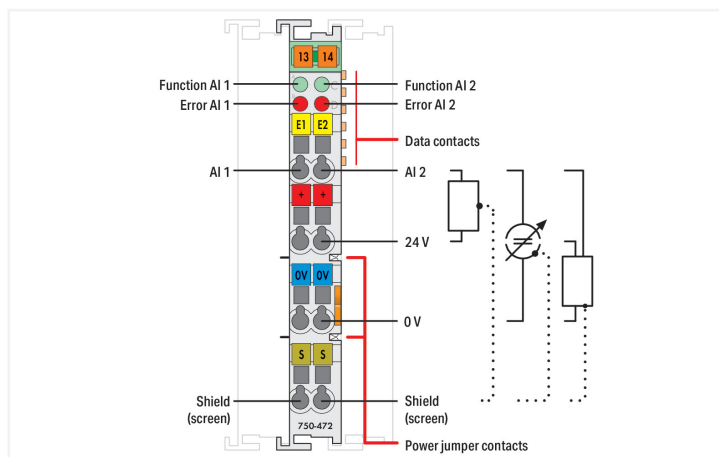 13 14
Function AI 1
Function AI 2
C
Error AI 1
Error AI 2
D
E1 E2
Data contacts
AI 1
AI 2
+ +
24 V
0V 0V
0 V
S S
Shield
(screen)
Shield
(screen)
750-472
Power jumper contacts